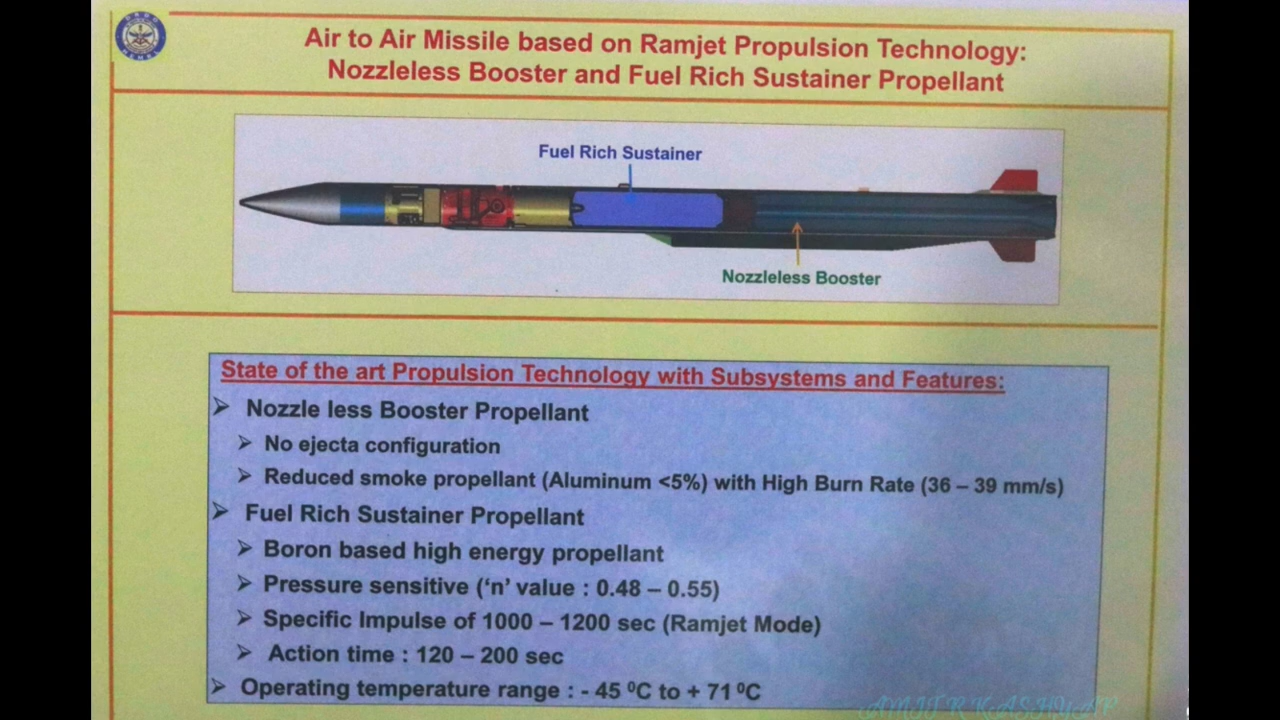 Air to Air Missile based on Ramjet Propulsion Technology:
Nozzleless Booster and Fuel Rich Sustainer Propellant
Fuel Rich Sustainer
Nozzleless Booster
State of the art Propulsion Technology with Subsystems and Features:
➢ Nozzle less Booster Propellant
➢ No ejecta configuration
➢ Reduced smoke propellant (Aluminum <5%) with High Burn Rate (36 – 39 mm/s)
➢ Fuel Rich Sustainer Propellant
➢ Boron based high energy propellant
➢ Pressure sensitive (‘n’ value : 0.48 – 0.55)
➢ Specific Impulse of 1000 – 1200 sec (Ramjet Mode)
➢ Action time : 120 – 200 sec
➢ Operating temperature range : - 45 ⁰C to + 71 ⁰C